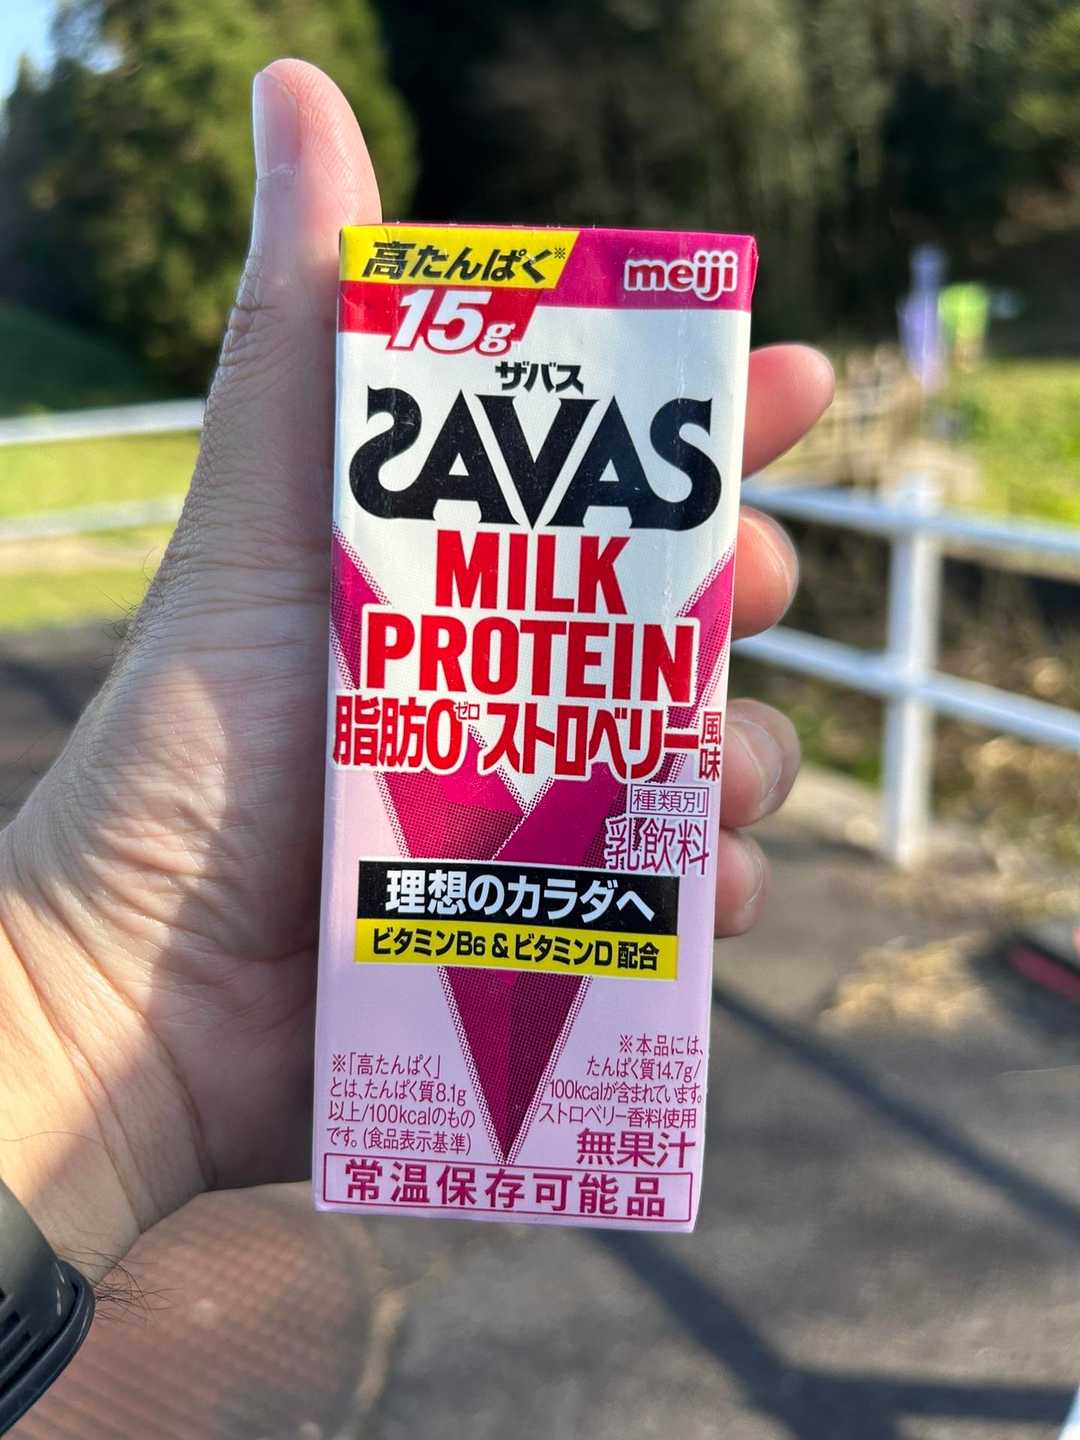 高たんぱく※
meiji
15g
ザバス
SAVAS
MILK
PROTEIN
脂肪0ゼロ ストロベリー風味
種類別
乳飲料
理想のカラダへ
ビタミンB6&ビタミンD配合
※「高たんぱく」
とは、たんぱく質8.1g
以上/100kcalのもの
です。(食品表示基準)
※本品には、
たんぱく質14.7g/
100kcalが含まれています。
ストロベリー香料使用
無果汁
常温保存可能品